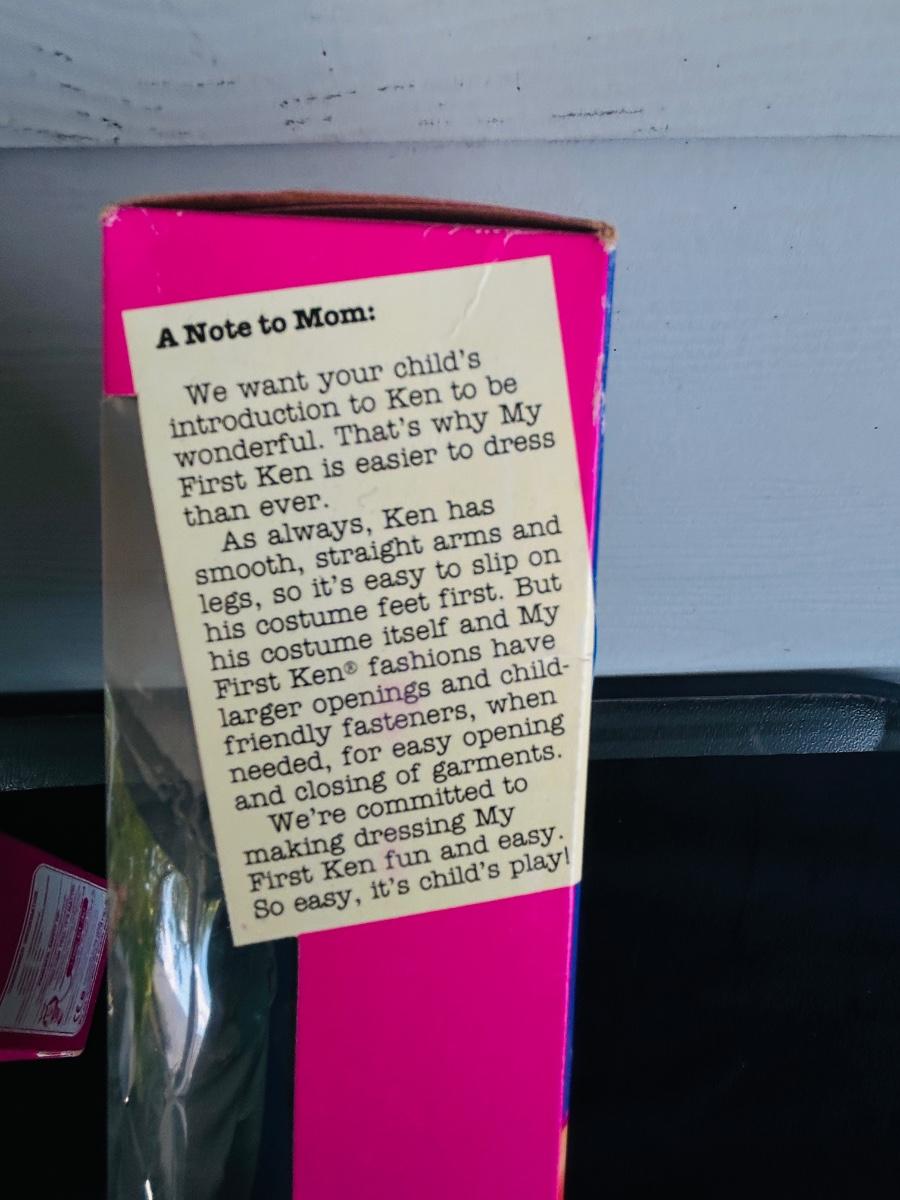 A Note to Mom:
We want your child's
introduction to Ken to be
wonderful. That's why My
First Ken is easier to dress
than ever.
As always, Ken has
smooth, straight arms and
legs, so it's easy to slip on
his costume feet first. But
his costume itself and My
First Ken® fashions have
larger openings and child-
friendly fasteners, when
needed, for easy opening
and closing of garments.
We're committed to
making dressing My
First Ken fun and easy.
So easy, it's child's play!